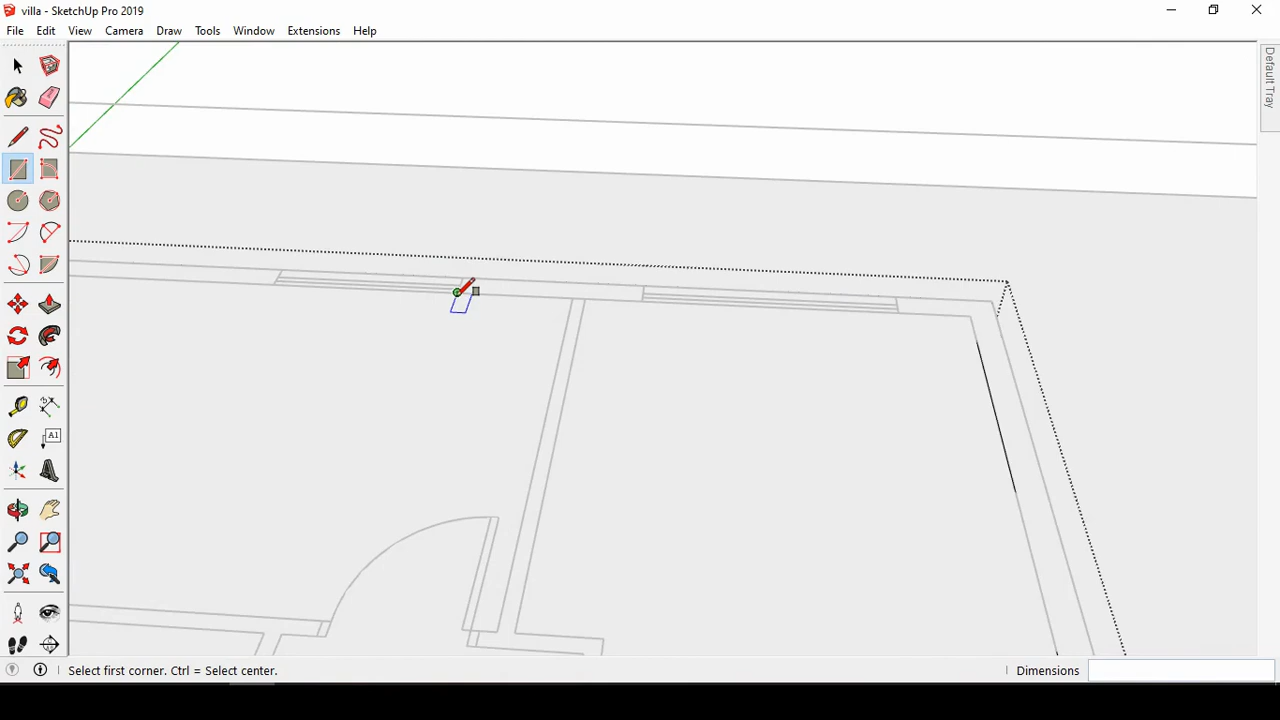 villa - SketchUp Pro 2019
File Edit View Camera Draw Tools Window Extensions Help
Default Tray
A1
Select first corner. Ctrl = Select center.
Dimensions